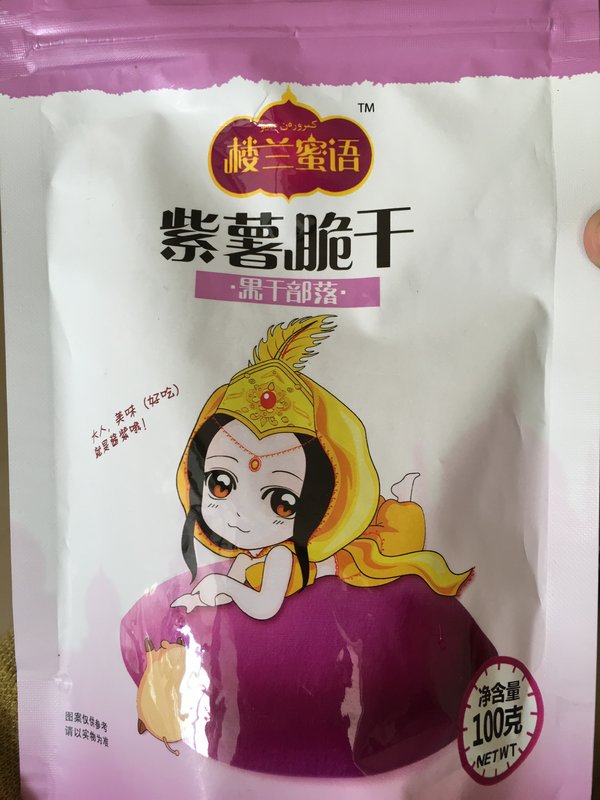 TM
楼兰蜜语
紫薯脆干
·果干部落·
大人,美味(好吃)
就是酱紫哦!
图案仅供参考
请以实物为准
净含量
100克
NETWT